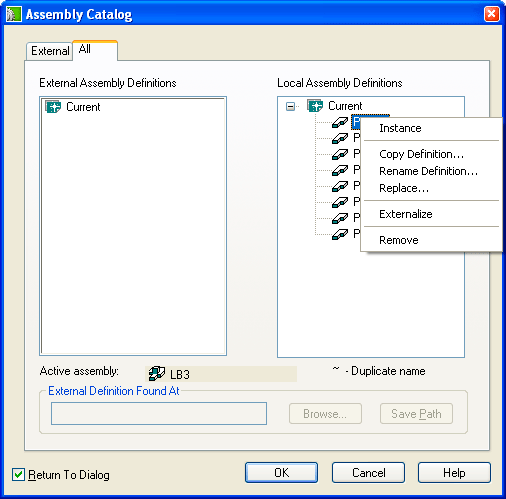 Assembly Catalog
External
All
External Assembly Definitions
Local Assembly Definitions
Current
Current
P
P
P
P
P
P
P
P
Instance
Copy Definition...
Rename Definition...
Replace...
Externalize
Remove
Active assembly:
LB3
~ - Duplicate name
External Definition Found At
Browse...
Save Path
Return To Dialog
OK
Cancel
Help